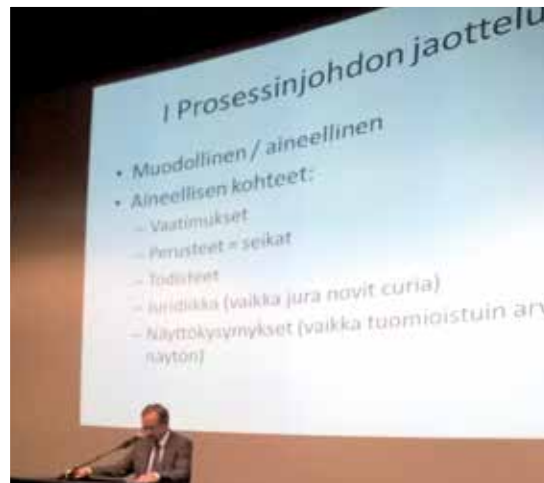 I Prosessinjohdon jaottelu
• Muodollinen / aineellinen
• Aineellisen kohteet:
– Vaatimukset
– Perusteet = seikat
– Todisteet
– Juridiikka (vaikka jura novit curia)
– Näyttökysymykset (vaikka tuomioistuin arv
näytön)